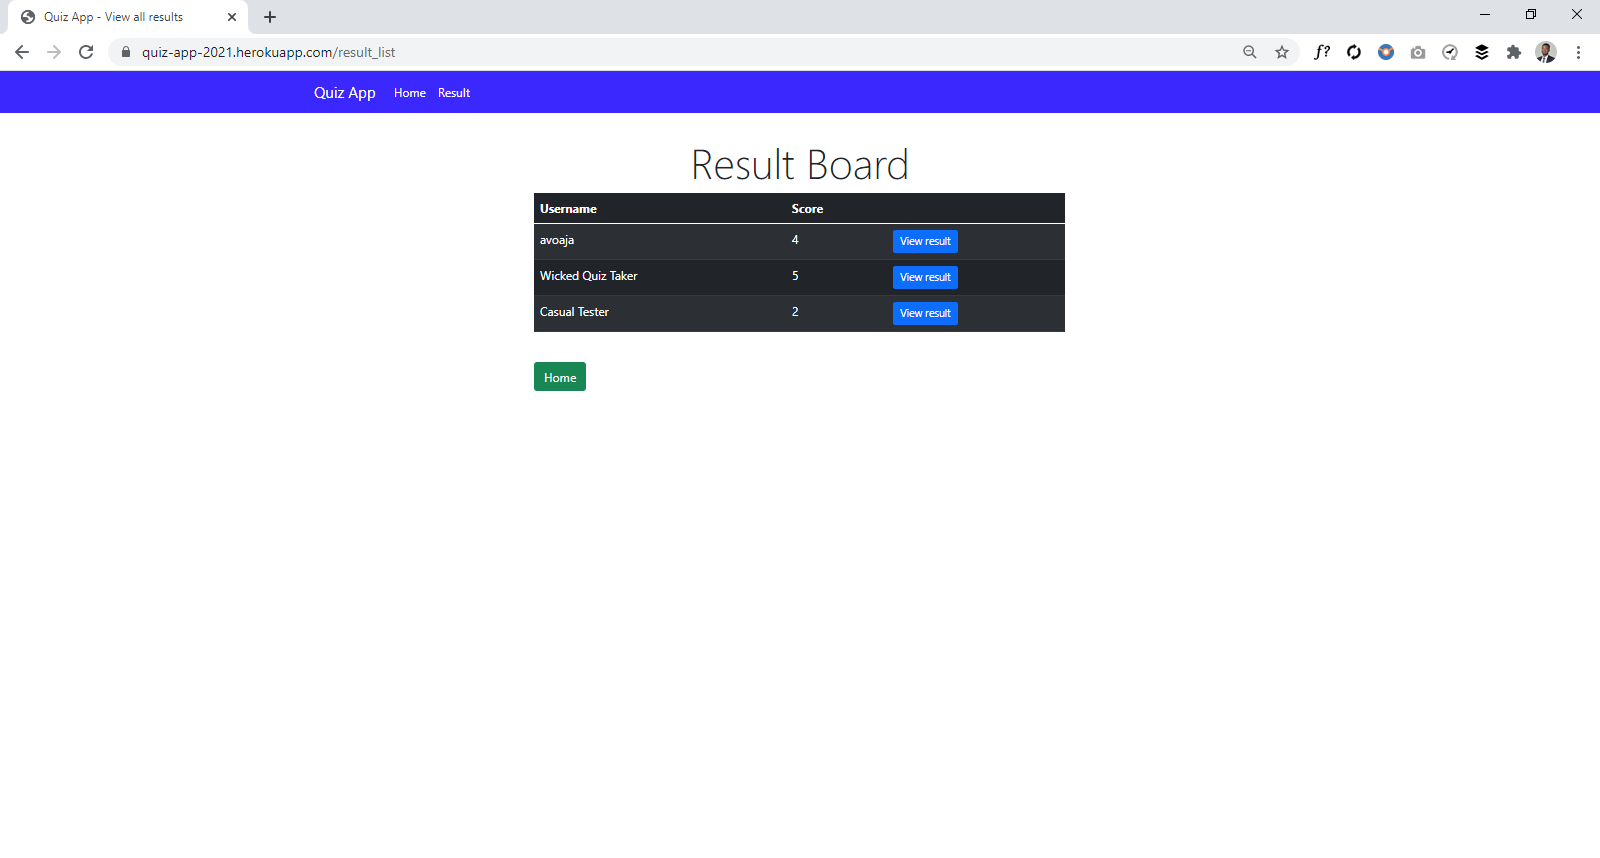 Quiz App - View all results
quiz-app-2021.herokuapp.com/result_list
f?
Quiz App Home Result
Result Board
Username Score
avoaja 4 View result
Wicked Quiz Taker 5 View result
Casual Tester 2 View result
Home